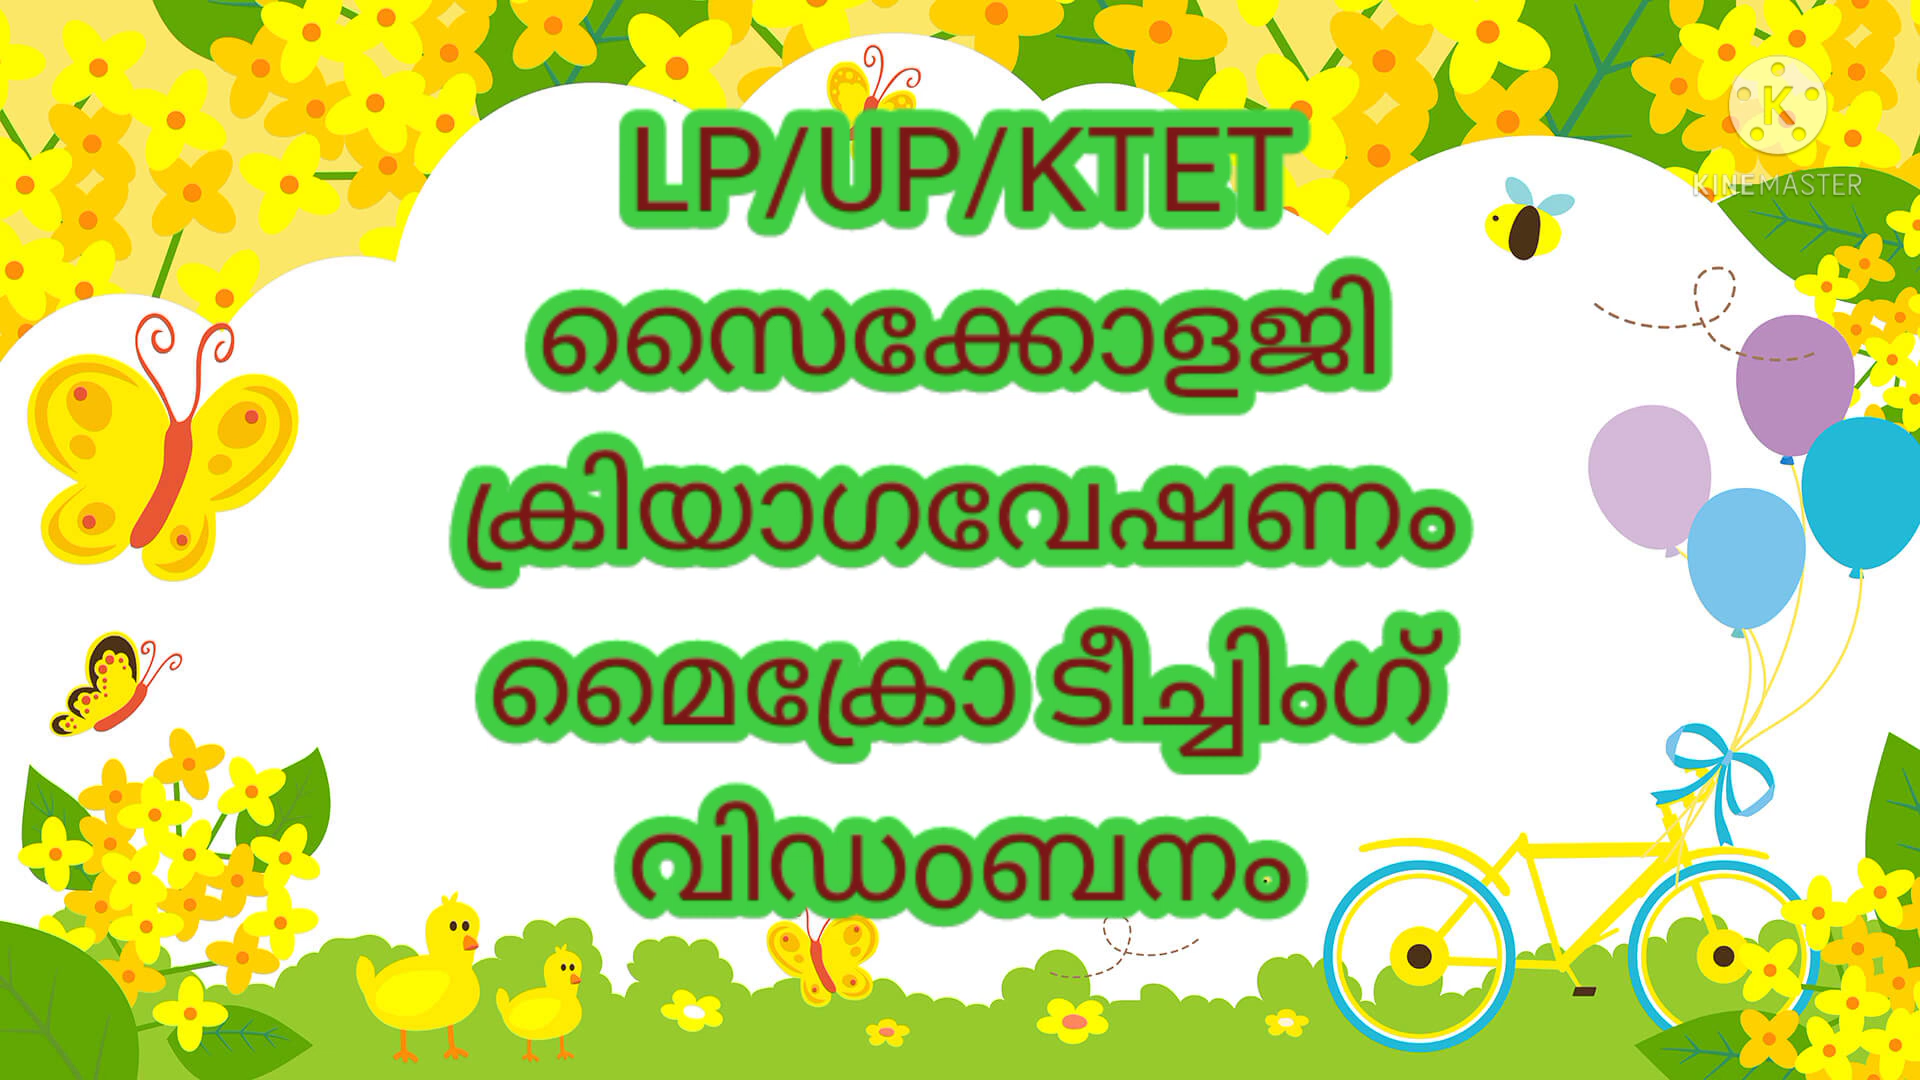 KINEMASTER
LP/UP/KTET
സൈക്കോളജി
ക്രിയാഗവേഷണം
മൈക്രോ ടീച്ചിംഗ്
വിഡംബനം